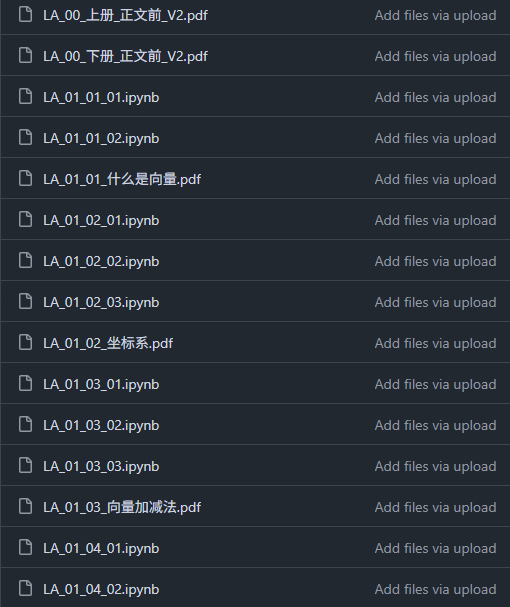 LA_00_上册_正文前_V2.pdf Add files via upload
LA_00_下册_正文前_V2.pdf Add files via upload
LA_01_01_01.ipynb Add files via upload
LA_01_01_02.ipynb Add files via upload
LA_01_01_什么是向量.pdf Add files via upload
LA_01_02_01.ipynb Add files via upload
LA_01_02_02.ipynb Add files via upload
LA_01_02_03.ipynb Add files via upload
LA_01_02_坐标系.pdf Add files via upload
LA_01_03_01.ipynb Add files via upload
LA_01_03_02.ipynb Add files via upload
LA_01_03_03.ipynb Add files via upload
LA_01_03_向量加减法.pdf Add files via upload
LA_01_04_01.ipynb Add files via upload
LA_01_04_02.ipynb Add files via upload